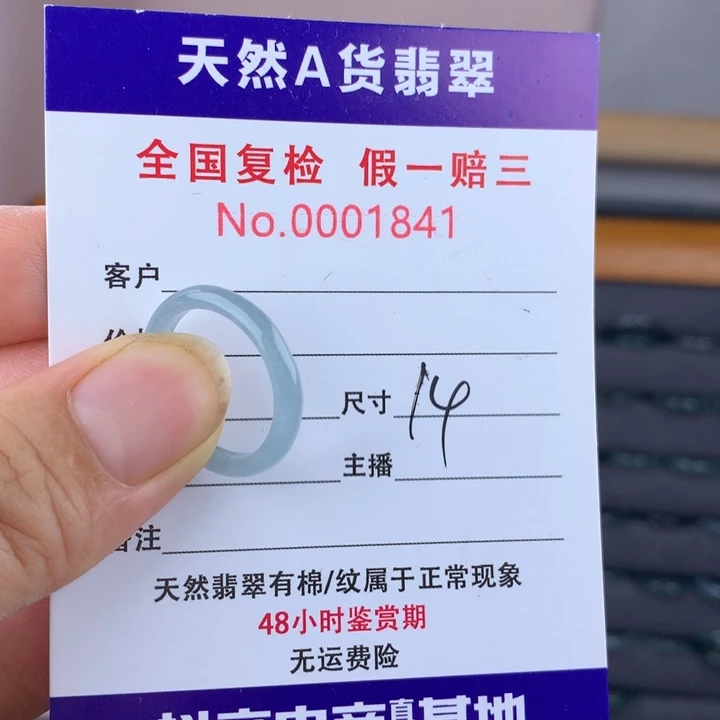 天然A货翡翠
全国复检 假一赔三
No.0001841
客户
尺寸 14
主播
备注
天然翡翠有棉/纹属于正常现象
48小时鉴赏期
无运费险